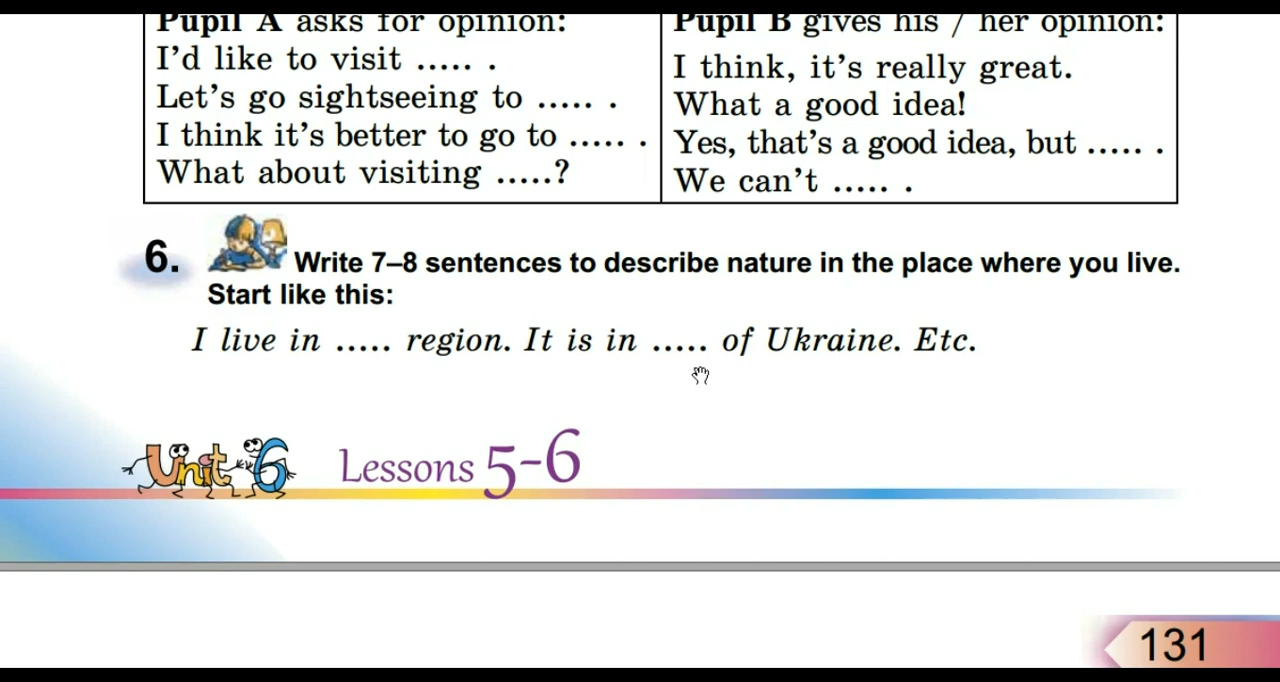 Pupil A asks for opinion:
I'd like to visit ..... .
Let's go sightseeing to ..... .
I think it's better to go to ..... .
What about visiting .....?
Pupil B gives his / her opinion:
I think, it's really great.
What a good idea!
Yes, that's a good idea, but ..... .
We can't ..... .
6. Write 7–8 sentences to describe nature in the place where you live.
Start like this:
I live in ..... region. It is in ..... of Ukraine. Etc.
Unit 6 Lessons 5-6
131